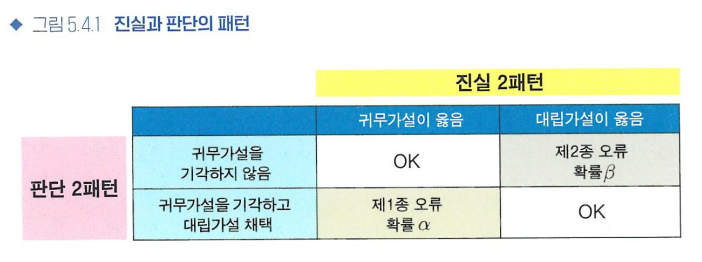 ◆ 그림 5.4.1 진실과 판단의 패턴
진실 2패턴
귀무가설이 옳음 대립가설이 옳음
판단 2패턴
귀무가설을
기각하지 않음
OK
제2종 오류
확률 β
귀무가설을 기각하고
대립가설 채택
제1종 오류
확률 α
OK